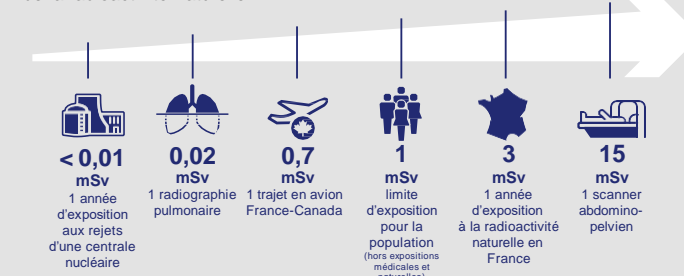 < 0,01
mSv
1 année
d'exposition
aux rejets
d'une centrale
nucléaire
0,02
mSv
1 radiographie
pulmonaire
0,7
mSv
1 trajet en avion
France-Canada
1
mSv
limite
d'exposition
pour la
population
(hors expositions
médicales et
naturelles)
3
mSv
1 année
d'exposition
à la radioactivité
naturelle en
France
15
mSv
1 scanner
abdomino-
pelvien